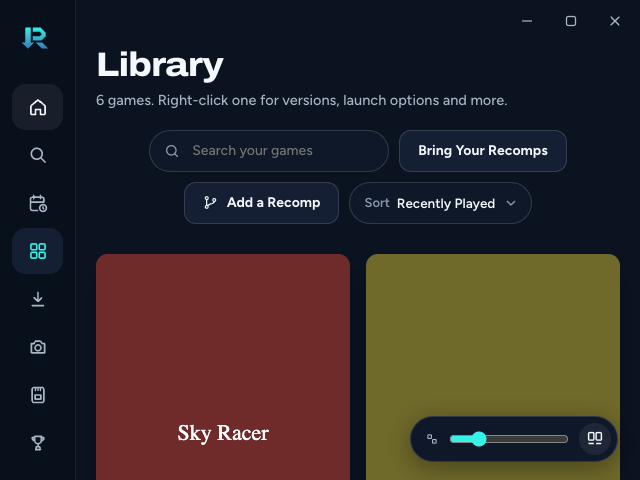 Library
6 games. Right-click one for versions, launch options and more.
Search your games
Bring Your Recomps
Add a Recomp
Sort Recently Played
Sky Racer